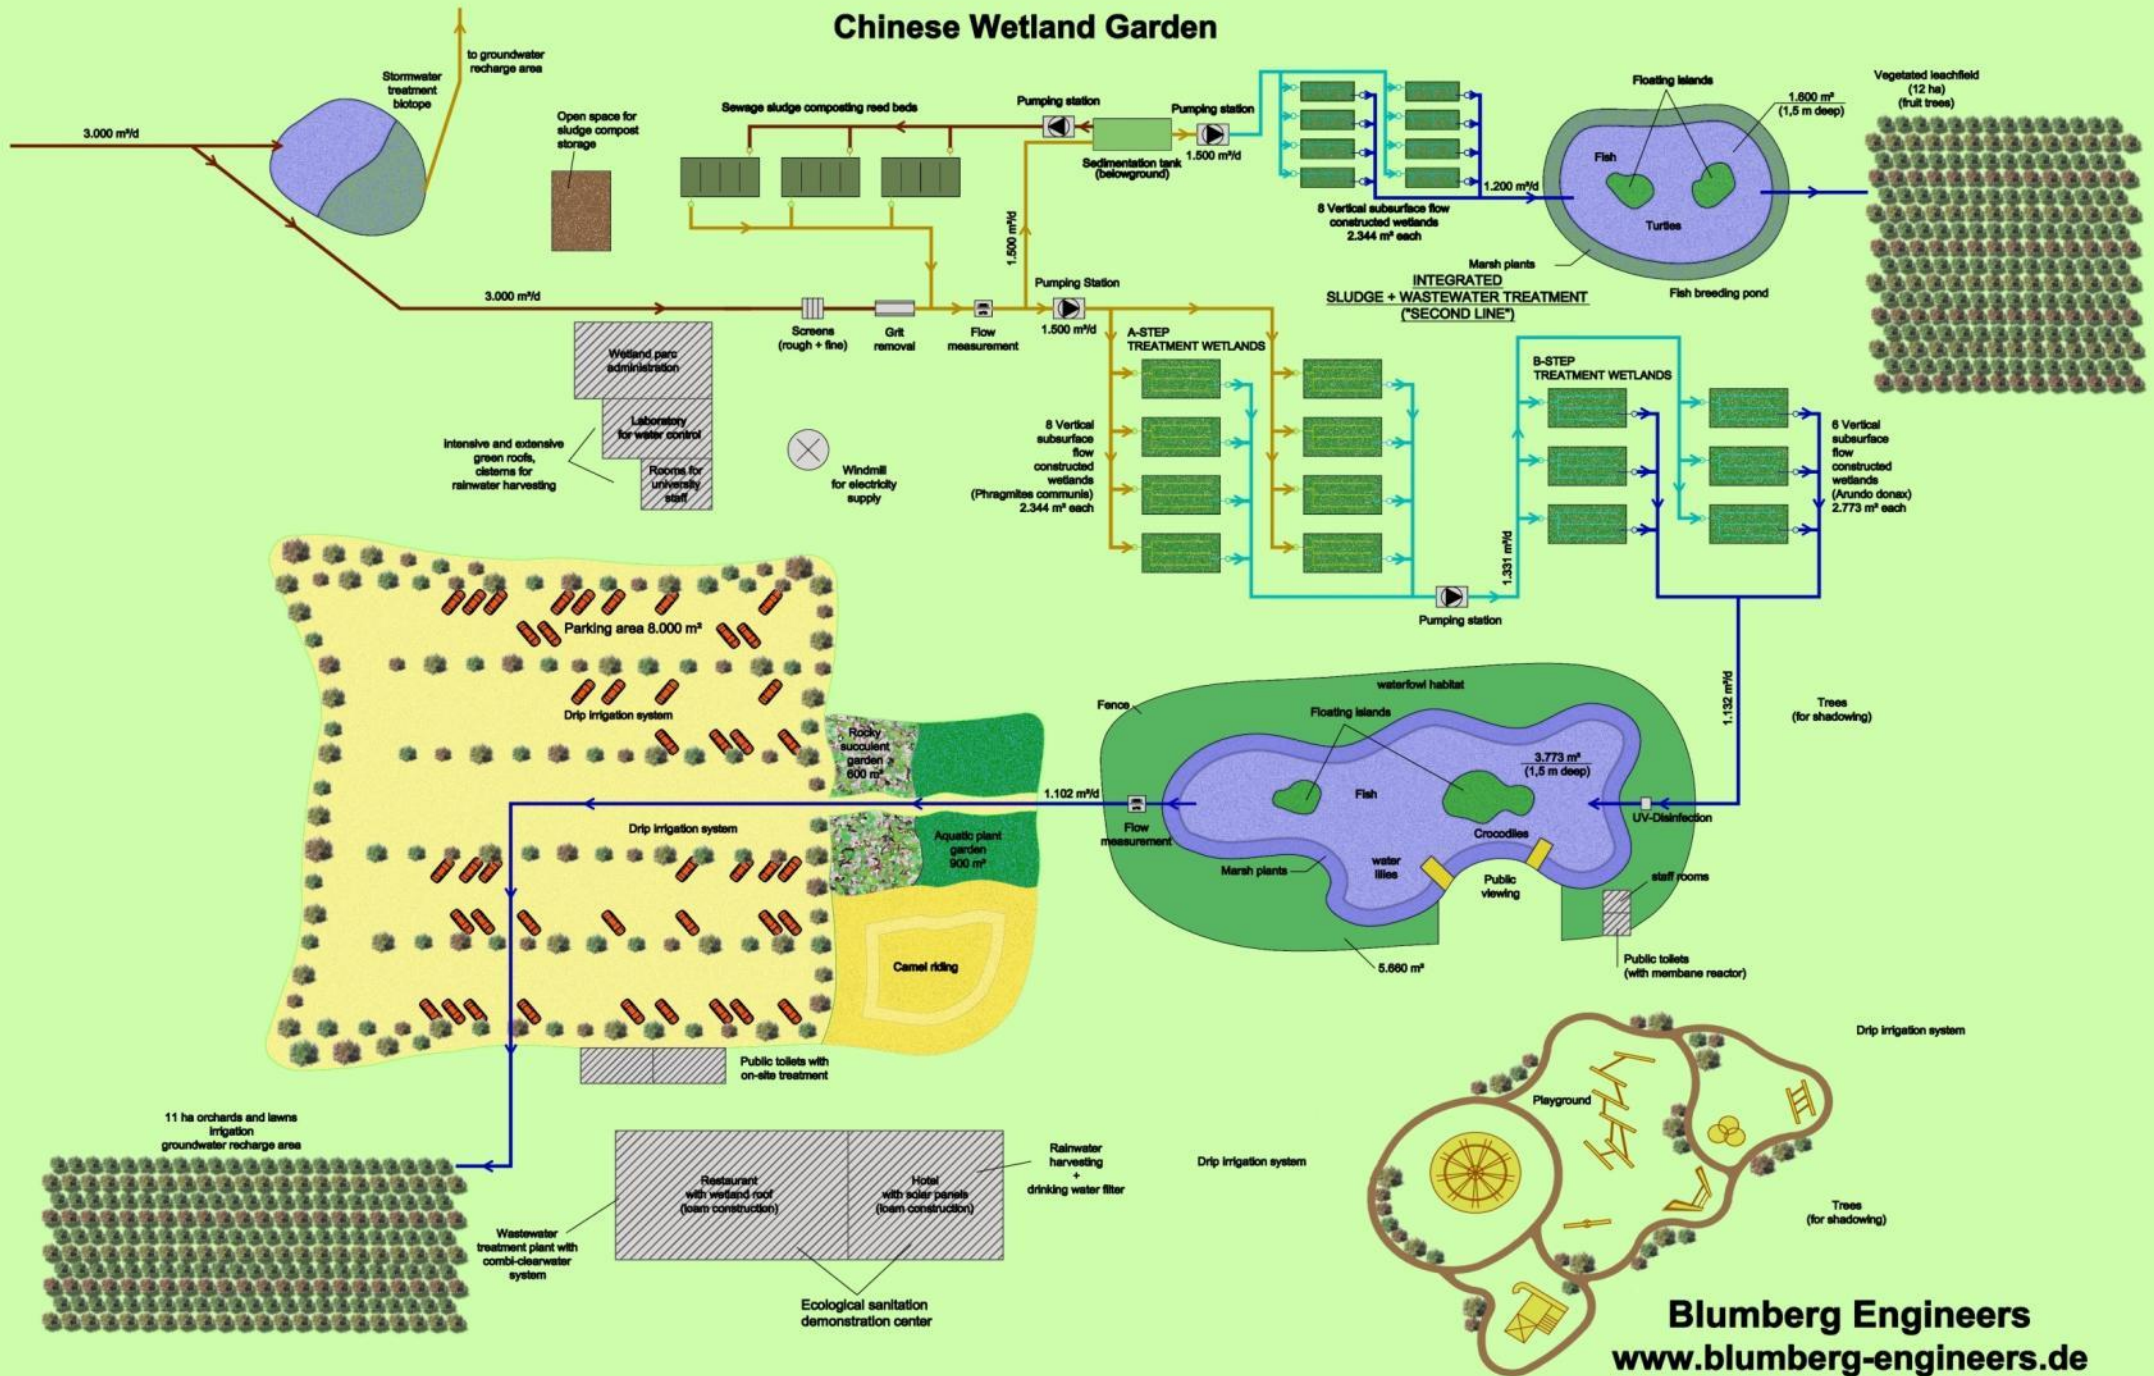 Chinese Wetland Garden
to groundwater
recharge area
Stormwater
treatment
biotope
3.000 m³/d
Open space for
sludge compost
storage
Sewage sludge composting reed beds
Pumping station
Sedimentation tank
(belowground)
Pumping station
1.500 m³/d
8 Vertical subsurface flow
constructed wetlands
2.344 m² each
1.200 m³/d
Floating islands
1.600 m²
(1,5 m deep)
Fish
Turtles
Marsh plants
Fish breeding pond
Vegetated leachfield
(12 ha)
(fruit trees)
INTEGRATED
SLUDGE + WASTEWATER TREATMENT
("SECOND LINE")
3.000 m³/d
Screens
(rough + fine)
Grit
removal
Flow
measurement
1.500 m³/d
Pumping Station
1.500 m³/d
A-STEP
TREATMENT WETLANDS
8 Vertical
subsurface
flow
constructed
wetlands
(Phragmites communis)
2.344 m² each
Pumping station
1.331 m³/d
B-STEP
TREATMENT WETLANDS
6 Vertical
subsurface
flow
constructed
wetlands
(Arundo donax)
2.773 m² each
1.132 m³/d
Wetland parc
administration
Laboratory
for water control
Rooms for
university
staff
intensive and extensive
green roofs,
cisterns for
rainwater harvesting
Windmill
for electricity
supply
Parking area 8.000 m²
Drip irrigation system
Drip irrigation system
Rocky
succulent
garden
600 m²
Aquatic plant
garden
900 m²
Camel riding
1.102 m³/d
Flow
measurement
Fence
waterfowl habitat
Floating islands
3.773 m²
(1,5 m deep)
Fish
Crocodiles
water
lilies
Marsh plants
Public
viewing
UV-Disinfection
staff rooms
Public toilets
(with membane reactor)
5.660 m²
Trees
(for shadowing)
Public toilets with
on-site treatment
11 ha orchards and lawns
irrigation
groundwater recharge area
Restaurant
with wetland roof
(loam construction)
Hotel
with solar panels
(loam construction)
Rainwater
harvesting
+
drinking water filter
Wastewater
treatment plant with
combi-clearwater
system
Ecological sanitation
demonstration center
Drip irrigation system
Playground
Drip irrigation system
Trees
(for shadowing)
Blumberg Engineers
www.blumberg-engineers.de